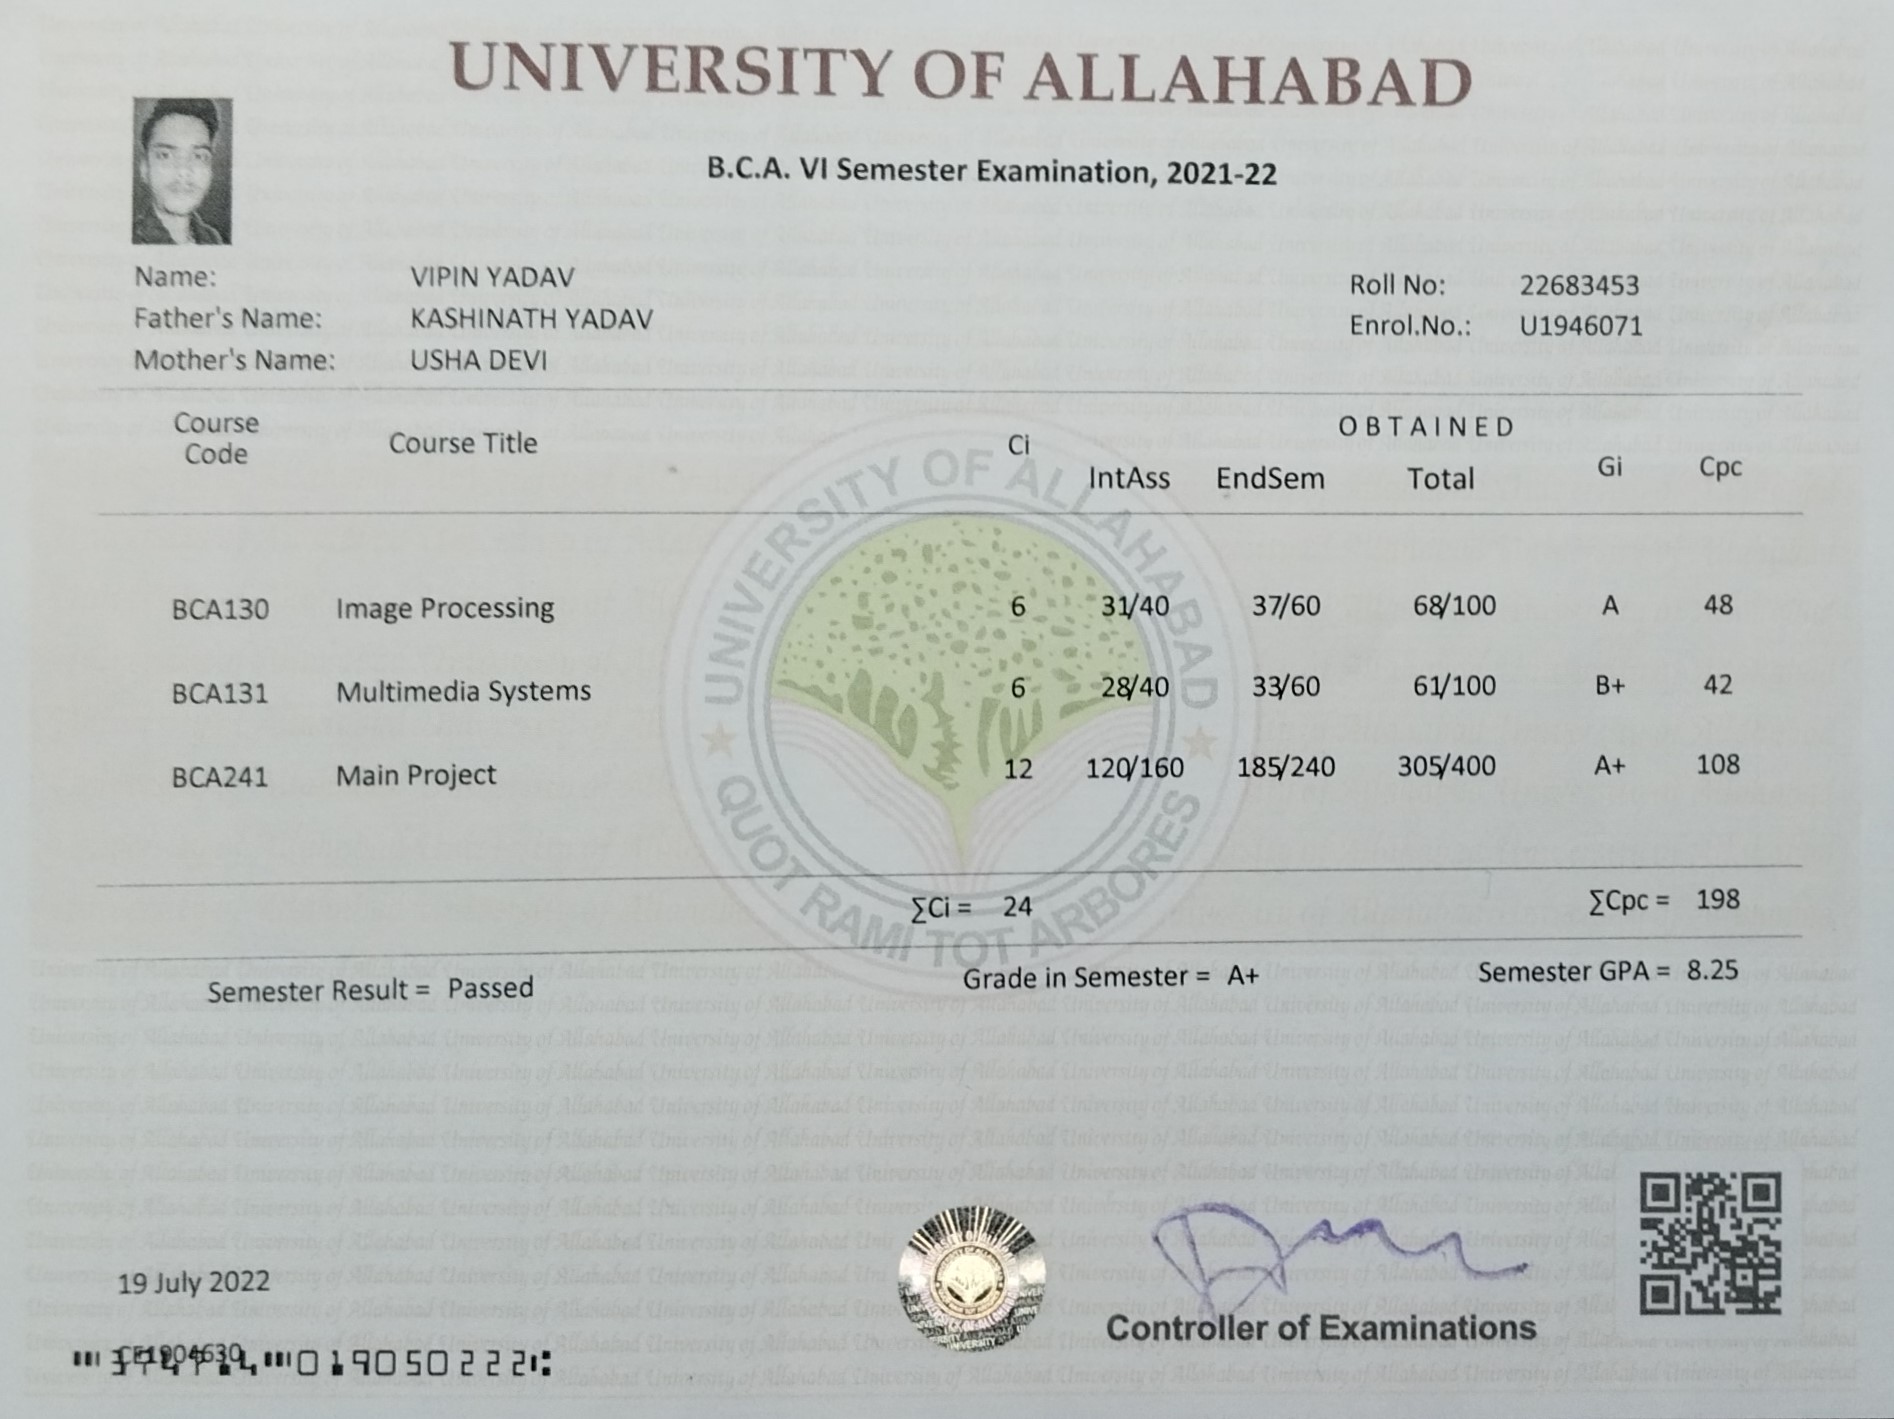 UNIVERSITY OF ALLAHABAD
B.C.A. VI Semester Examination, 2021-22
Name: VIPIN YADAV Roll No: 22683453
Father's Name: KASHINATH YADAV Enrol.No.: U1946071
Mother's Name: USHA DEVI
Course Code Course Title Ci OBTAINED Gi Cpc
IntAss EndSem Total
BCA130 Image Processing 6 31/40 37/60 68/100 A 48
BCA131 Multimedia Systems 6 28/40 33/60 61/100 B+ 42
BCA241 Main Project 12 120/160 185/240 305/400 A+ 108
∑Ci = 24 ∑Cpc = 198
Semester Result = Passed Grade in Semester = A+ Semester GPA = 8.25
UNIVERSITY OF ALLAHABAD
QUOT RAMI TOT ARBORES
19 July 2022
Controller of Examinations
CE1904630